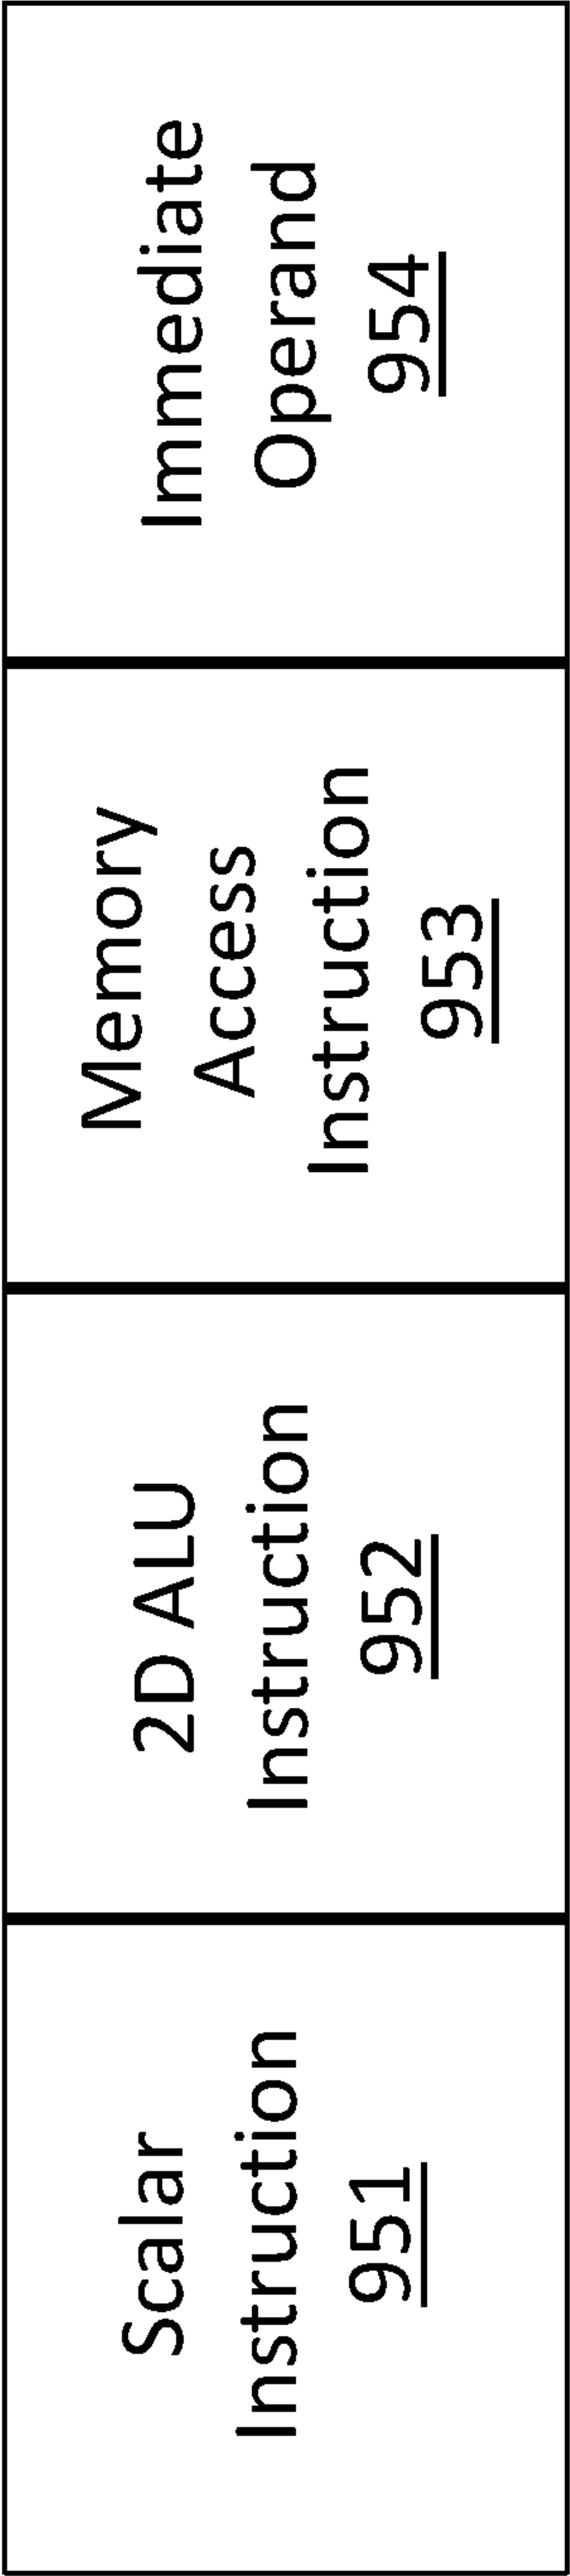 Scalar
Instruction
951
2D ALU
Instruction
952
Memory
Access
Instruction
953
Immediate
Operand
954